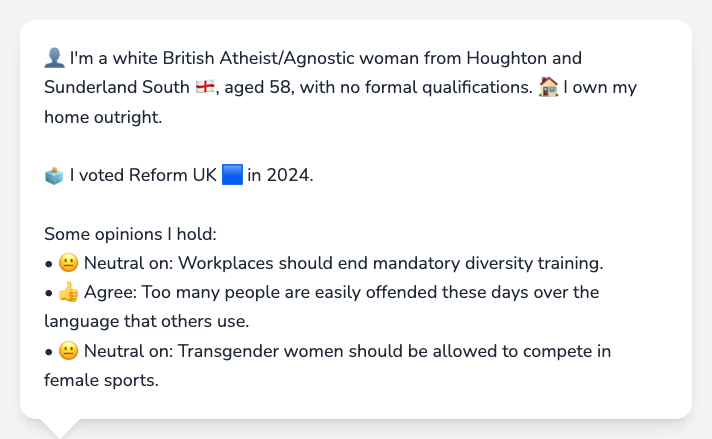 👤 I'm a white British Atheist/Agnostic woman from Houghton and
Sunderland South 🏴󠁧󠁢󠁥󠁮󠁧󠁿, aged 58, with no formal qualifications. 🏠 I own my
home outright.
🗳️ I voted Reform UK 🟦 in 2024.
Some opinions I hold:
• 😐 Neutral on: Workplaces should end mandatory diversity training.
• 👍 Agree: Too many people are easily offended these days over the
language that others use.
• 😐 Neutral on: Transgender women should be allowed to compete in
female sports.